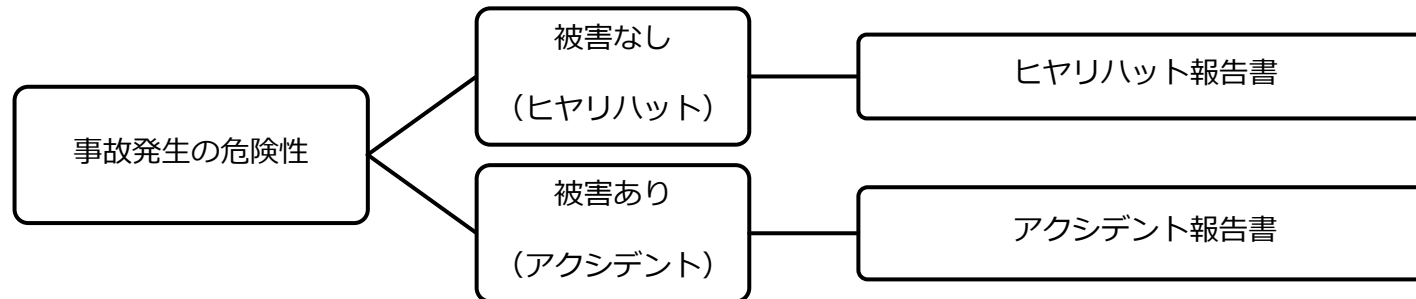 事故発生の危険性
被害なし
（ヒヤリハット）
ヒヤリハット報告書
被害あり
（アクシデント）
アクシデント報告書